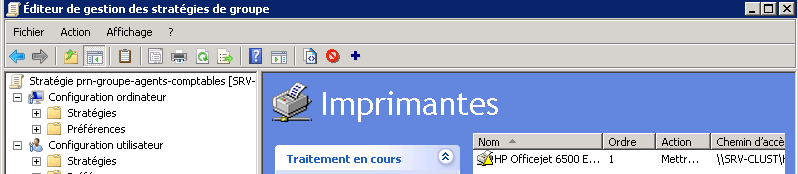 Éditeur de gestion des stratégies de groupe
Fichier Action Affichage ?
Stratégie prn-groupe-agents-comptables [SRV-
Configuration ordinateur
Stratégies
Préférences
Configuration utilisateur
Stratégies
Imprimantes
Traitement en cours
Nom Ordre Action Chemin d'accè
HP Officejet 6500 E... 1 Mettr... \\SRV-CLUST\